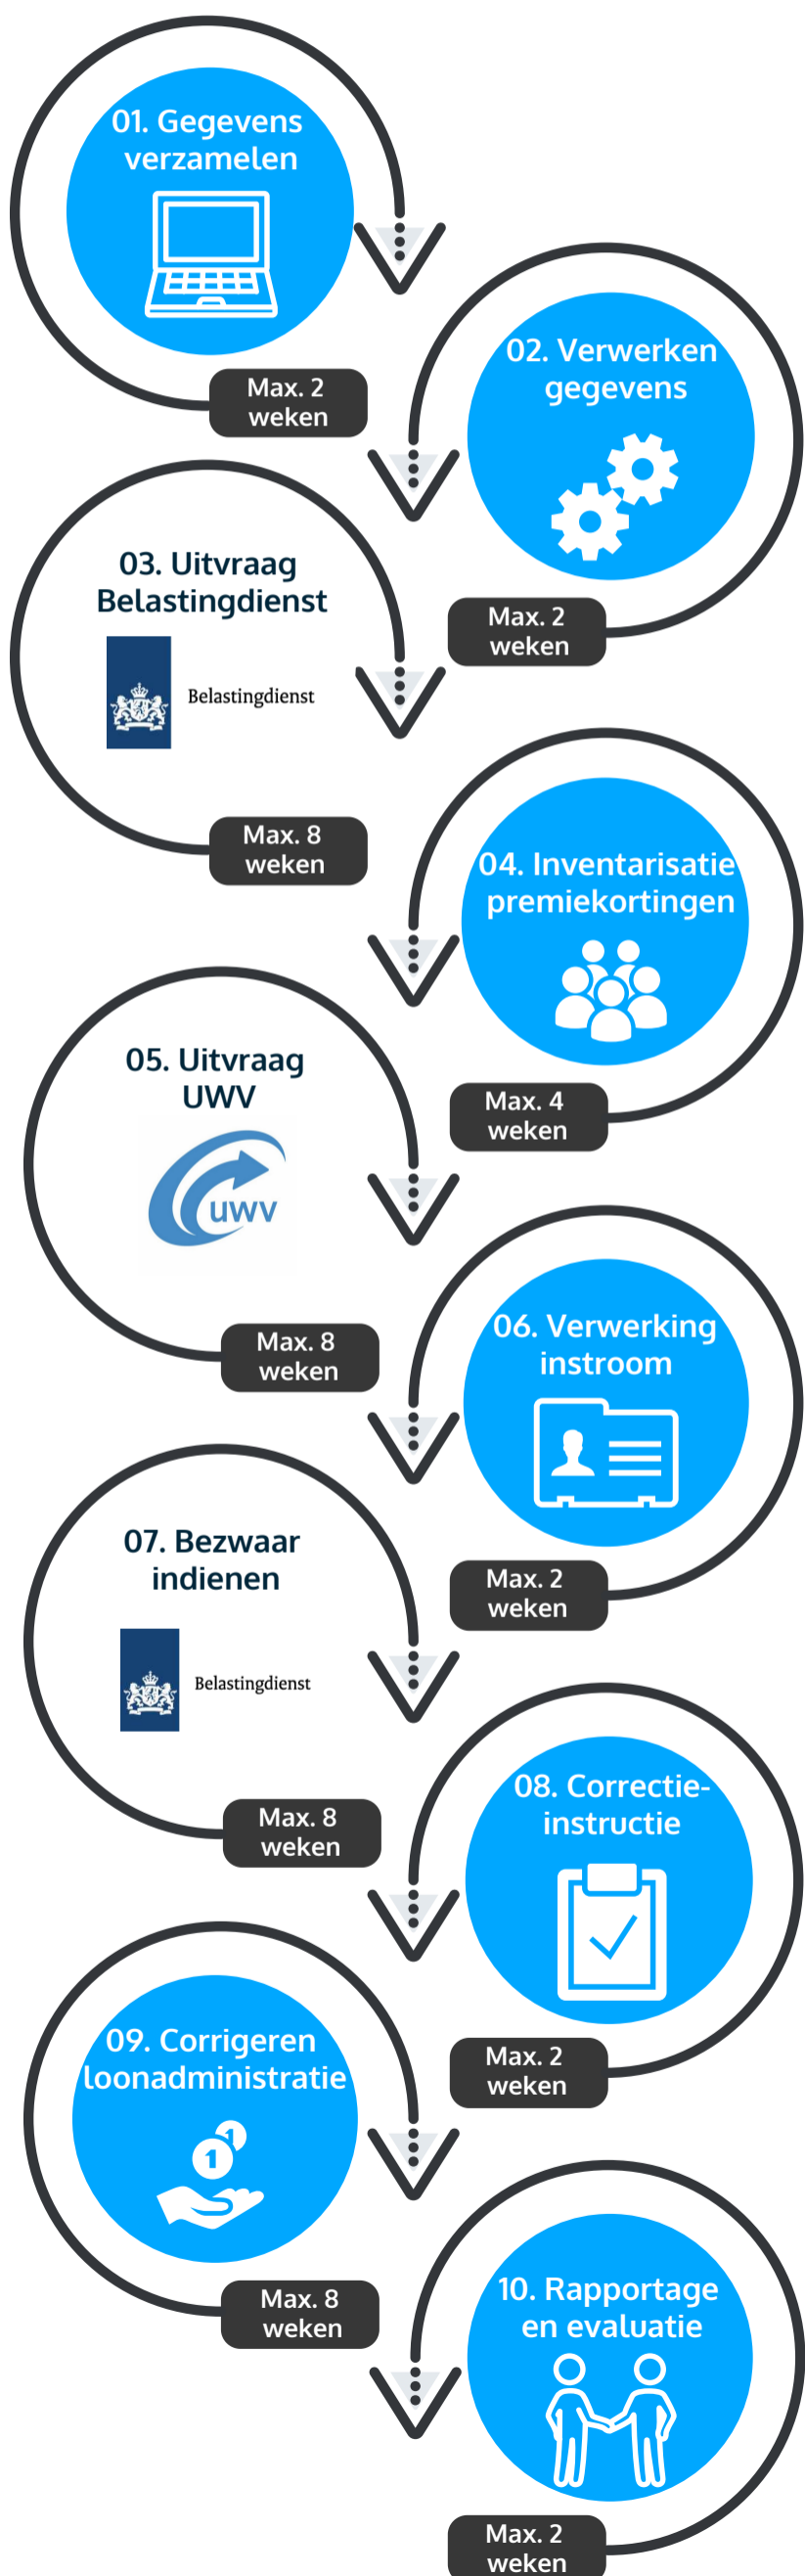 01. Gegevens
verzamelen
Max. 2
weken
02. Verwerken
gegevens
Max. 2
weken
03. Uitvraag
Belastingdienst
Belastingdienst
Max. 8
weken
04. Inventarisatie
premiekortingen
Max. 4
weken
05. Uitvraag
UWV
UWV
Max. 8
weken
06. Verwerking
instroom
Max. 2
weken
07. Bezwaar
indienen
Belastingdienst
Max. 8
weken
08. Correctie-
instructie
Max. 2
weken
09. Corrigeren
loonadministratie
1
1
Max. 8
weken
10. Rapportage
en evaluatie
Max. 2
weken